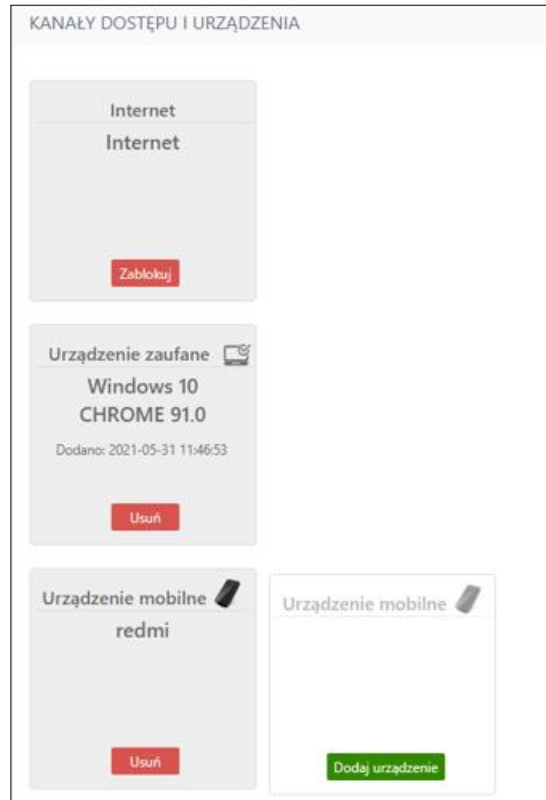 KANAŁY DOSTĘPU I URZĄDZENIA
Internet
Internet
Zablokuj
Urządzenie zaufane
Windows 10
CHROME 91.0
Dodano: 2021-05-31 11:46:53
Usuń
Urządzenie mobilne
redmi
Usuń
Urządzenie mobilne
Dodaj urządzenie